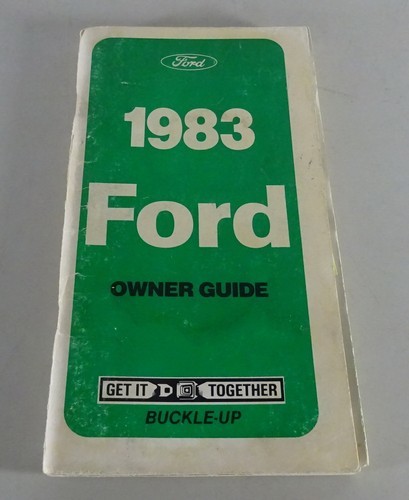 Ford
1983
Ford
OWNER GUIDE
GET IT TOGETHER
BUCKLE-UP